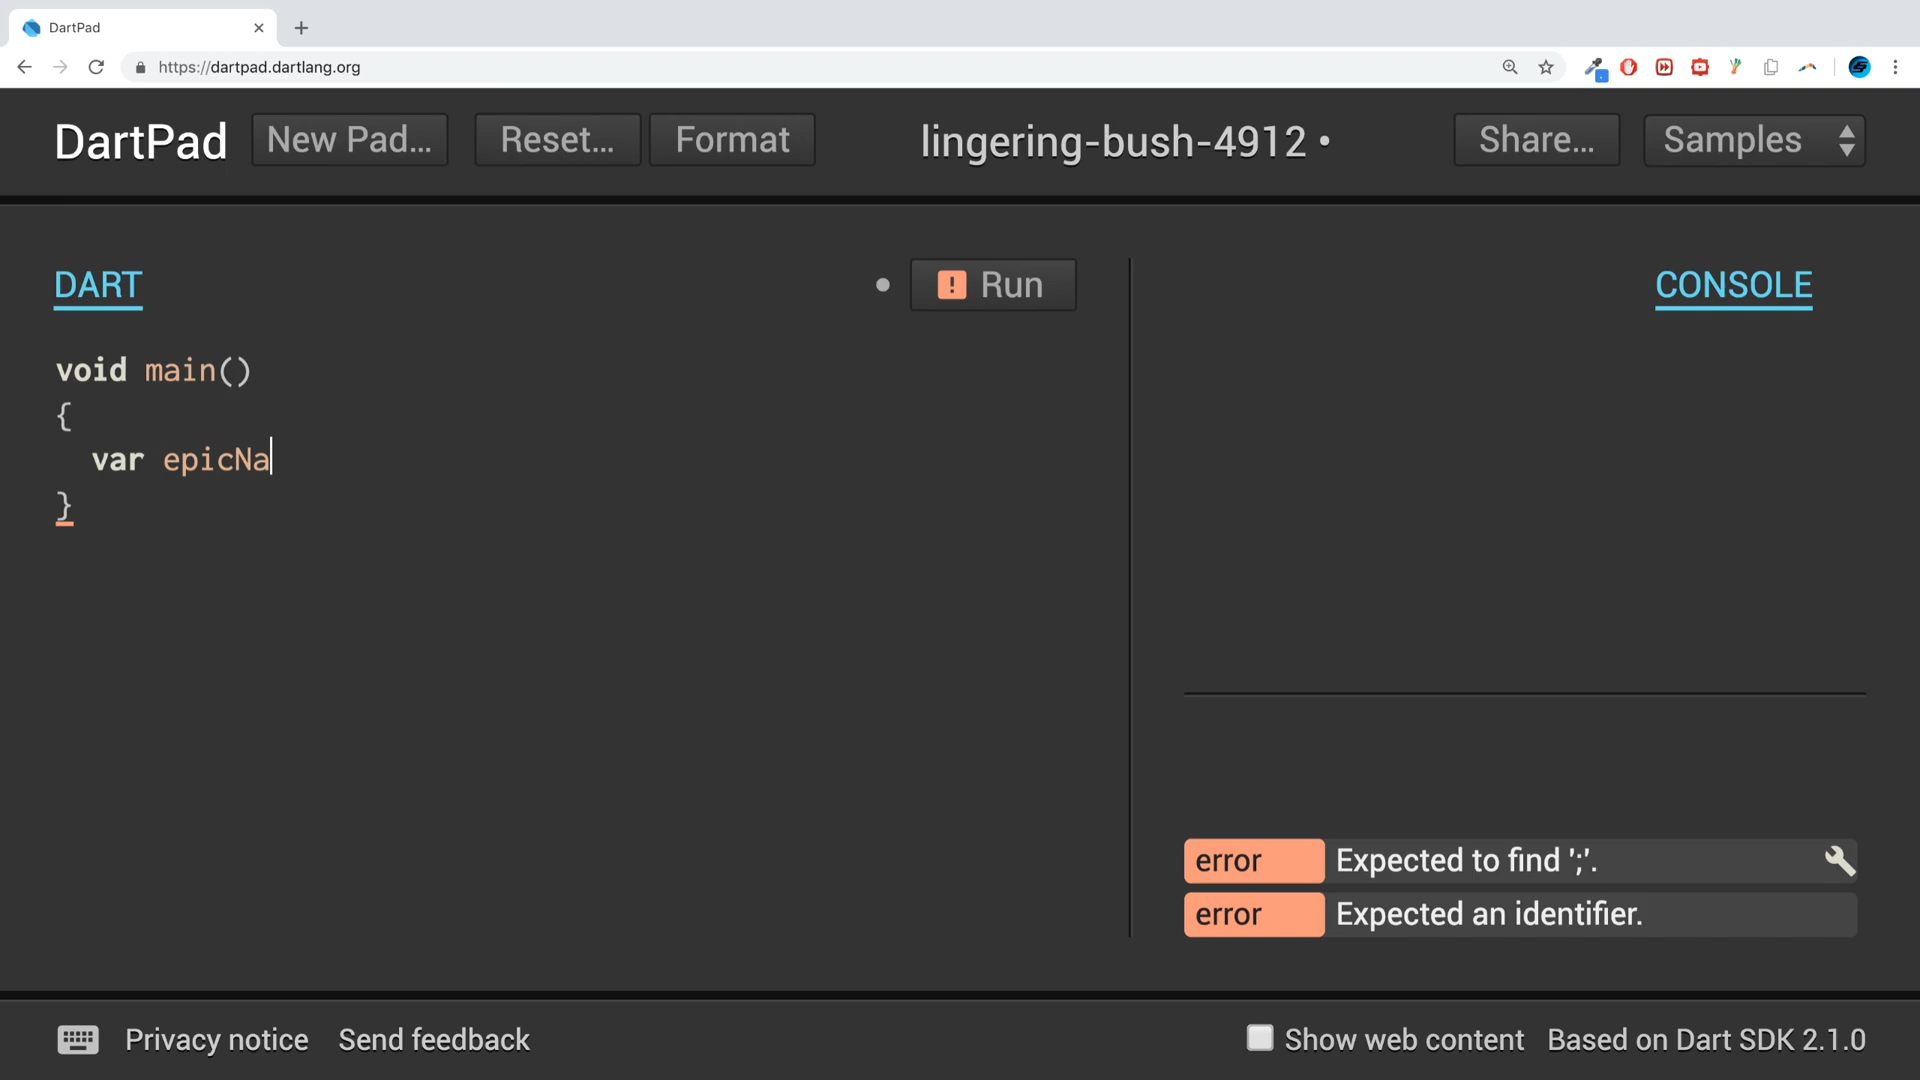 DartPad
https://dartpad.dartlang.org
DartPad New Pad... Reset... Format lingering-bush-4912 • Share... Samples
DART ! Run CONSOLE
void main()
{
var epicNa
}
error Expected to find ';'.
error Expected an identifier.
Privacy notice Send feedback Show web content Based on Dart SDK 2.1.0